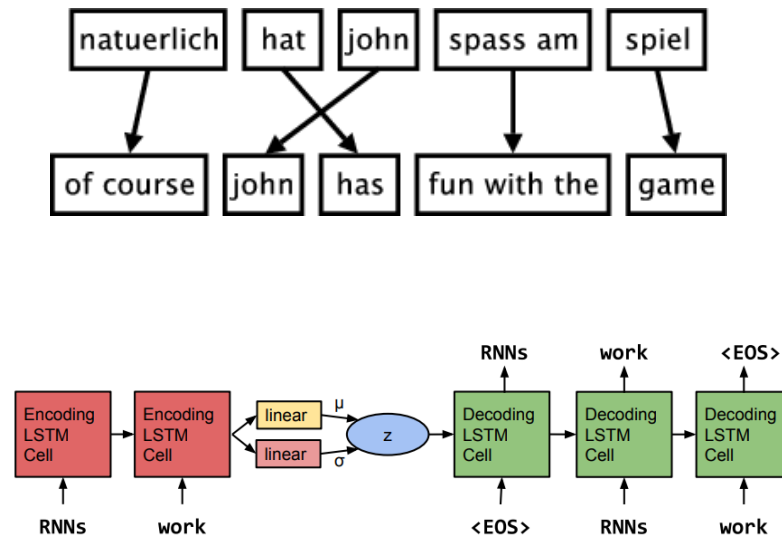 natuerlich hat john spass am spiel
of course john has fun with the game
RNNs work <EOS>
Encoding Encoding linear μ Decoding Decoding Decoding
LSTM LSTM z LSTM LSTM LSTM
Cell Cell linear σ Cell Cell Cell
RNNs work <EOS> RNNs work